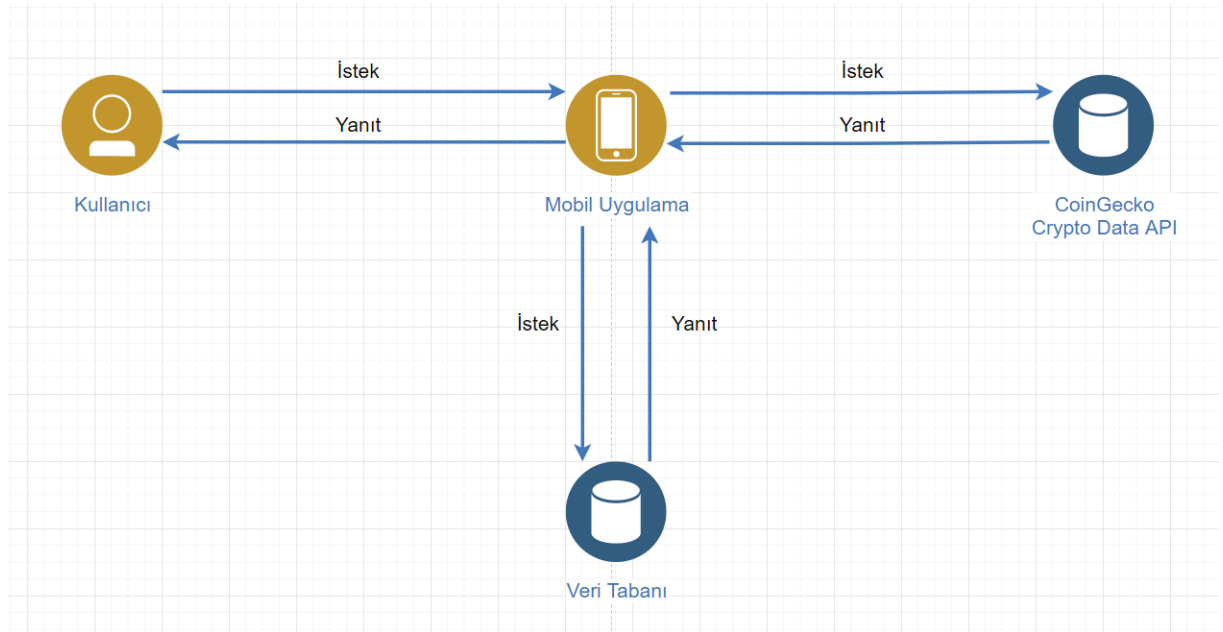 İstek
İstek
Yanıt
Yanıt
Kullanıcı
Mobil Uygulama
CoinGecko
Crypto Data API
İstek
Yanıt
Veri Tabanı